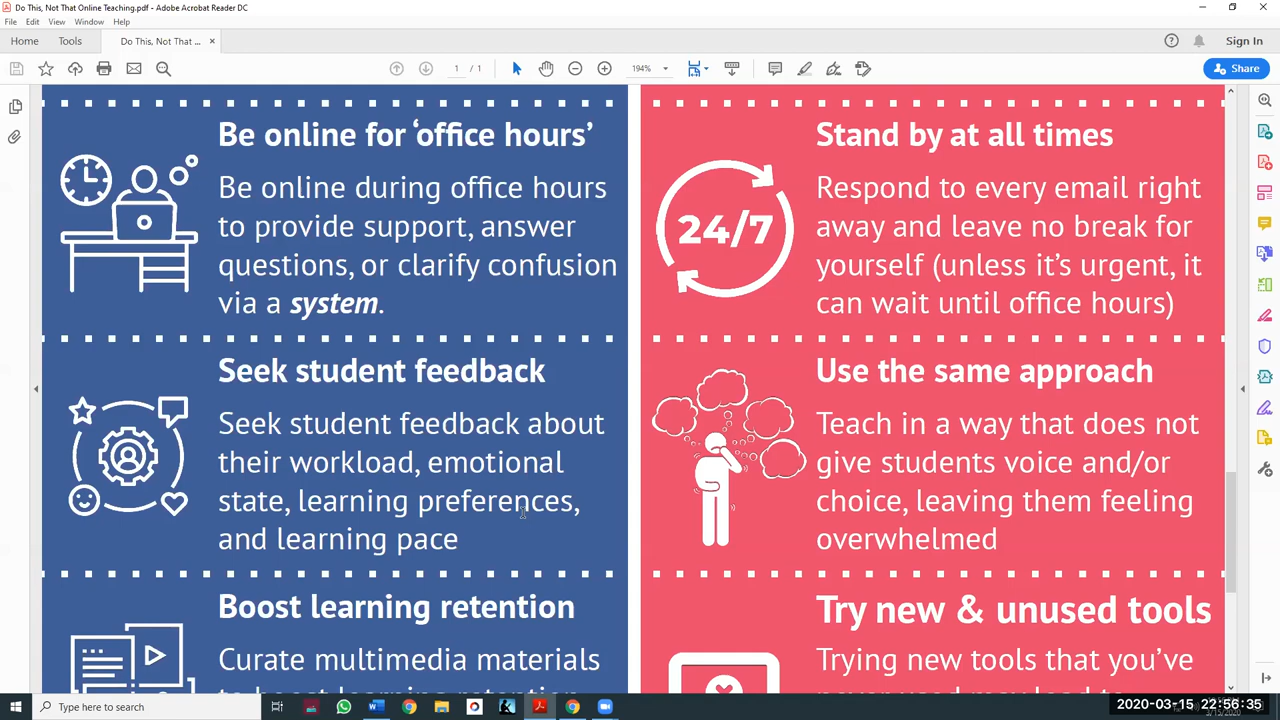 Do This, Not That Online Teaching.pdf - Adobe Acrobat Reader DC
File Edit View Window Help
Home Tools Do This, Not That ... × Sign In
1 / 1 194% Share
Be online for ‘office hours’
Be online during office hours
to provide support, answer
questions, or clarify confusion
via a system.
Stand by at all times
24/7
Respond to every email right
away and leave no break for
yourself (unless it’s urgent, it
can wait until office hours)
Seek student feedback
Seek student feedback about
their workload, emotional
state, learning preferences,
and learning pace
Use the same approach
Teach in a way that does not
give students voice and/or
choice, leaving them feeling
overwhelmed
Boost learning retention
Curate multimedia materials
to boost learning retention
Try new & unused tools
Trying new tools that you’ve
Type here to search
2020-03-15 22:56:35